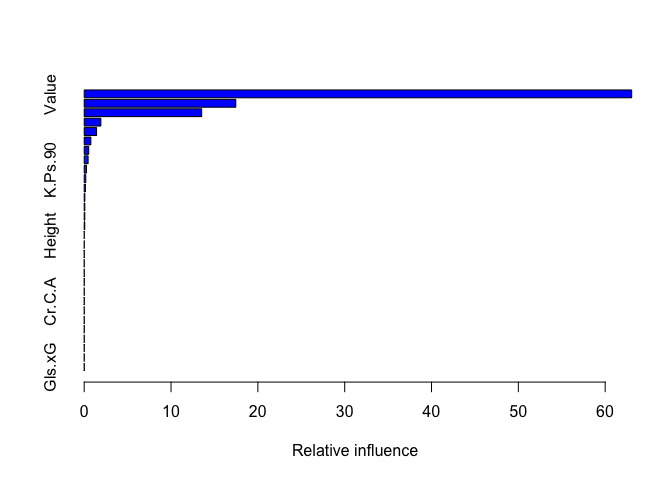 Value
K.Ps.90
Height
Cr.C.A
Gls.xG
0 10 20 30 40 50 60
Relative influence